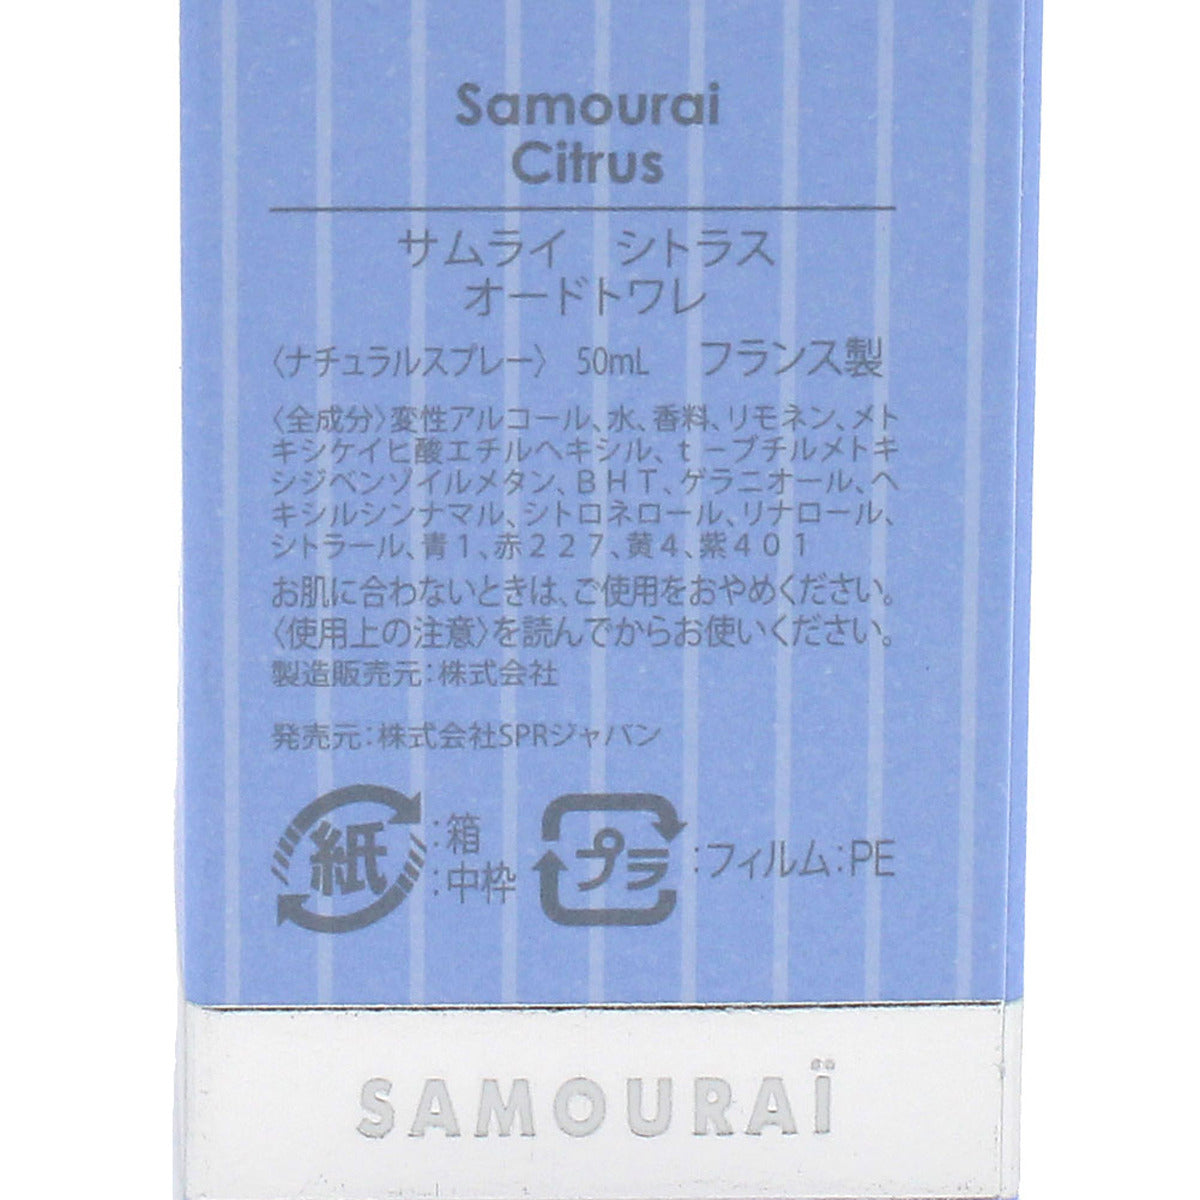 Samourai
Citrus
サムライ　シトラス
オードトワレ
〈ナチュラルスプレー〉 50mL　フランス製
〈全成分〉変性アルコール、水、香料、リモネン、メト
キシケイヒ酸エチルヘキシル、ｔ－ブチルメトキ
シジベンゾイルメタン、ＢＨＴ、ゲラニオール、ヘ
キシルシンナマル、シトロネロール、リナロール、
シトラール、青１、赤２２７、黄４、紫４０１
お肌に合わないときは、ご使用をおやめください。
〈使用上の注意〉を読んでからお使いください。
製造販売元：株式会社
発売元：株式会社SPRジャパン
紙：箱
：中枠
プラ：フィルム：PE
SAMOURAÏ